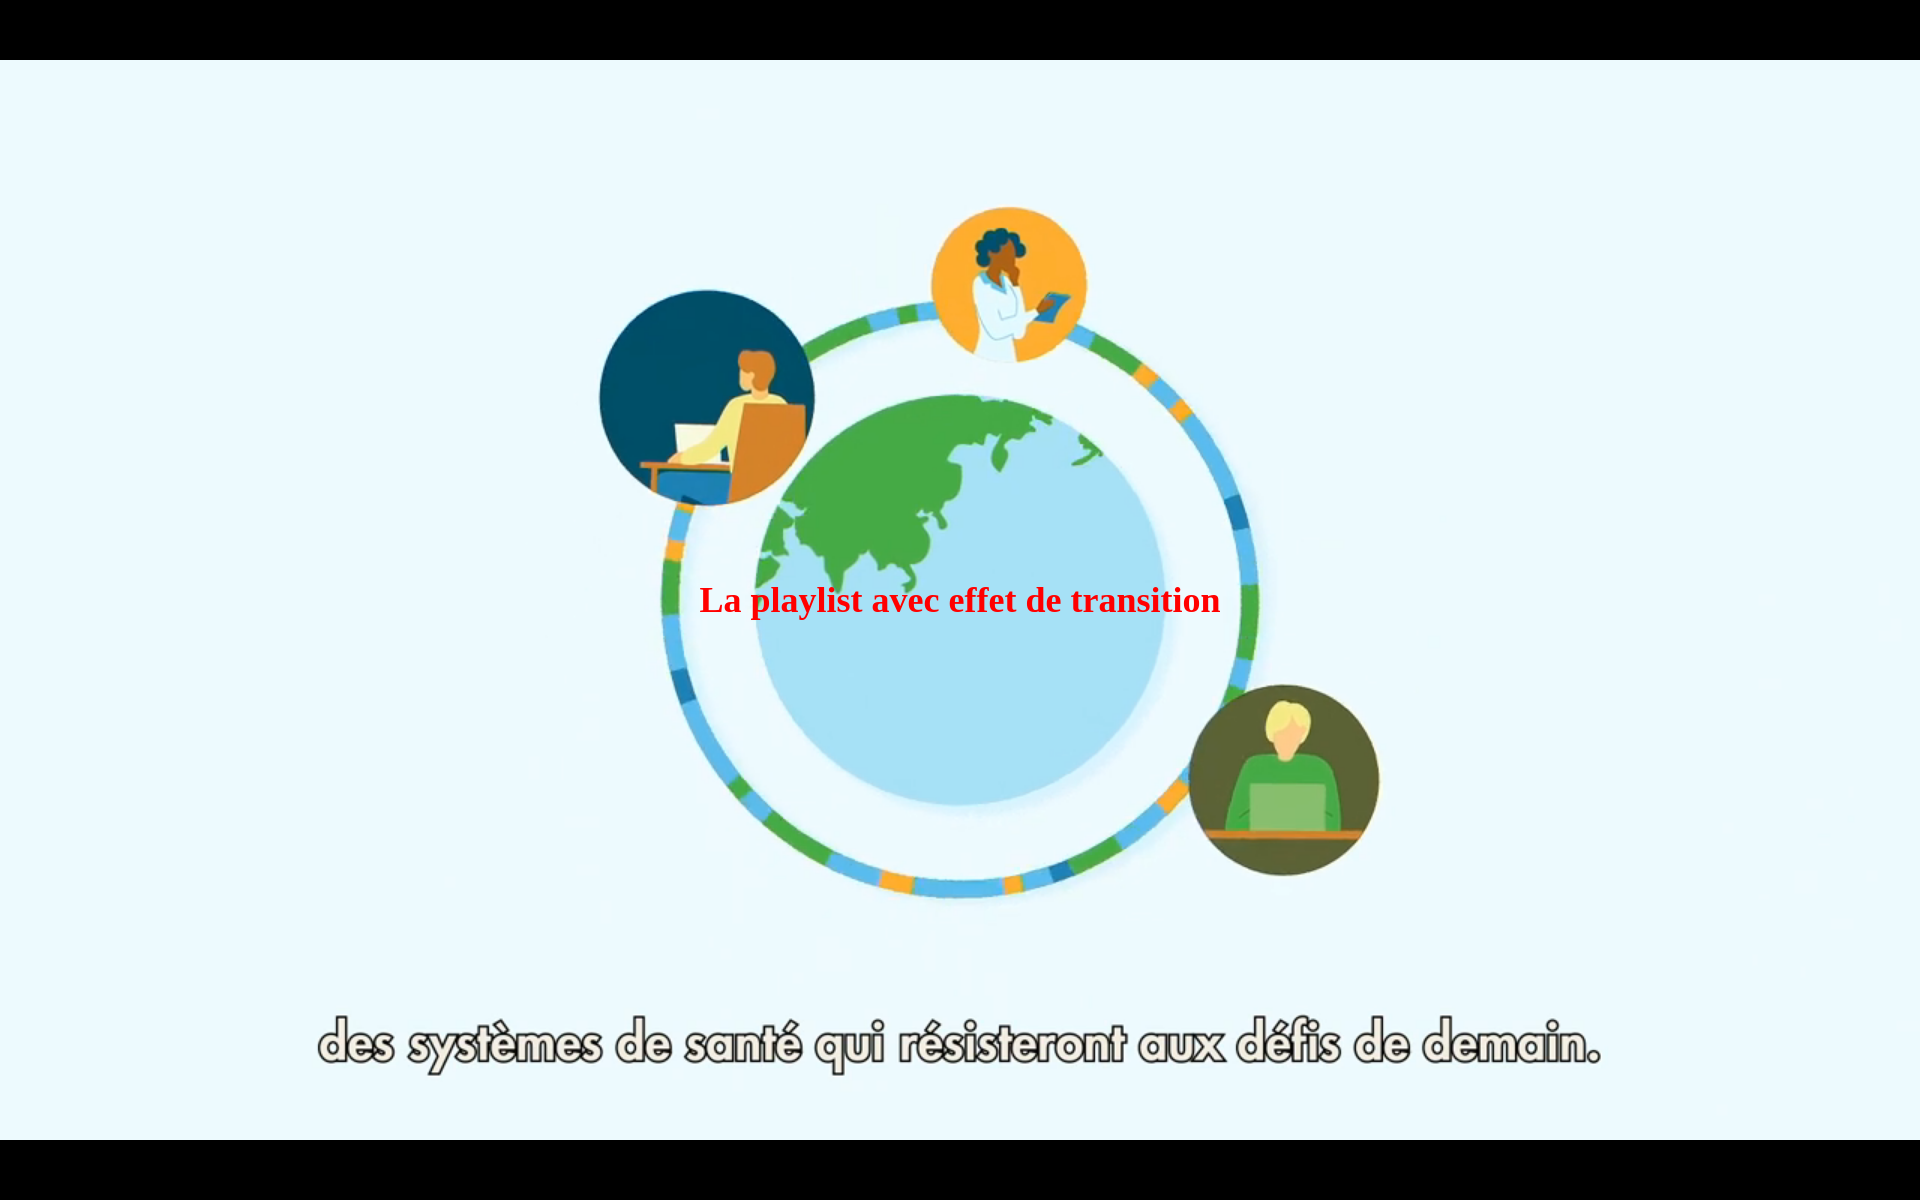 La playlist avec effet de transition
des systèmes de santé qui résisteront aux défis de demain.